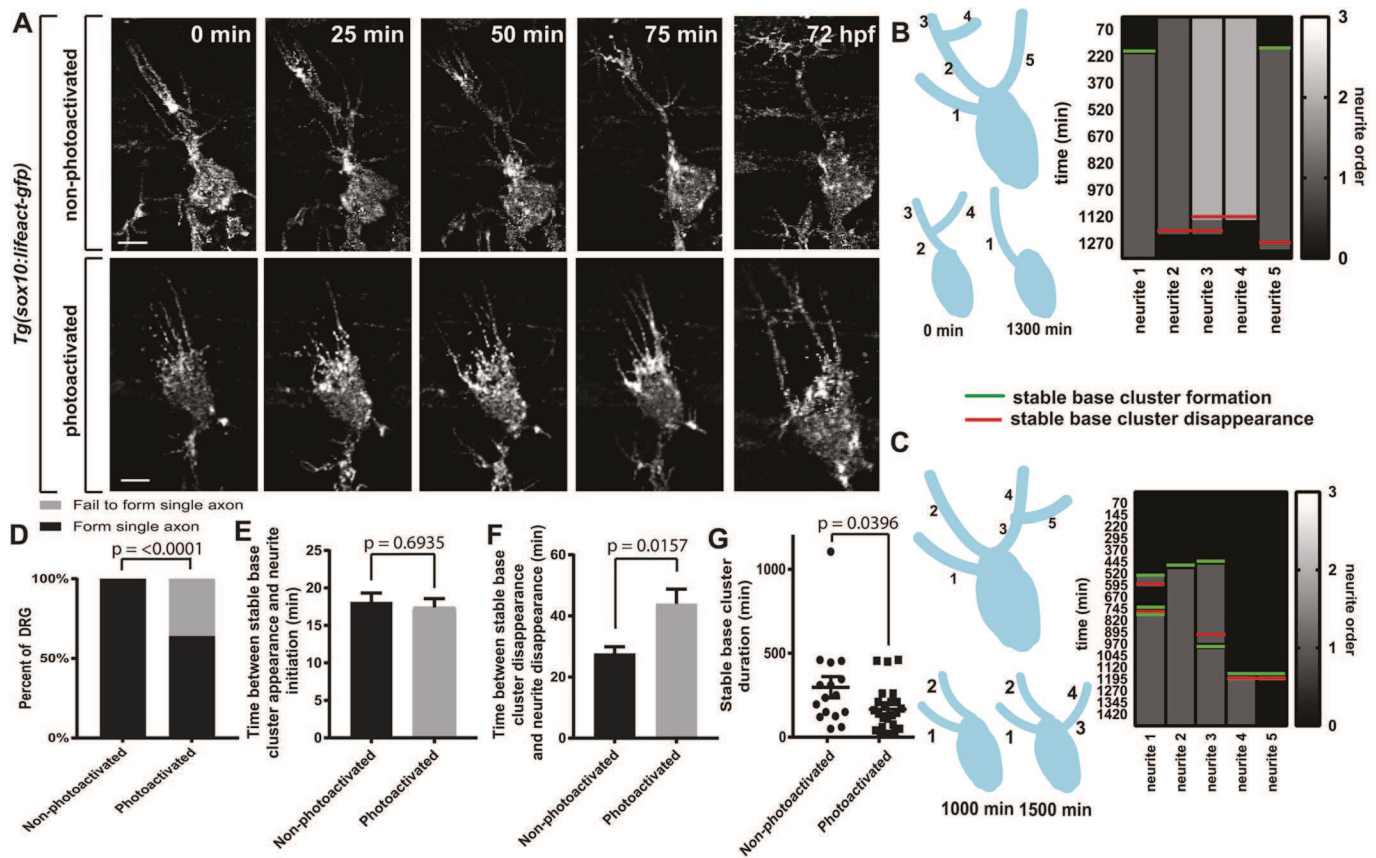 A
Tg(sox10:lifeact-gfp)
non-photoactivated
photoactivated
0 min
25 min
50 min
75 min
72 hpf
B
3
4
2
5
1
3
4
2
1
0 min
1300 min
time (min)
70
220
370
520
670
820
970
1120
1270
neurite 1
neurite 2
neurite 3
neurite 4
neurite 5
3
2
1
0
neurite order
stable base cluster formation
stable base cluster disappearance
C
2
4
3
5
1
2
1
2
4
1
3
1000 min
1500 min
time (min)
70
145
220
295
370
445
520
595
670
745
820
895
970
1045
1120
1195
1270
1345
1420
neurite 1
neurite 2
neurite 3
neurite 4
neurite 5
3
2
1
0
neurite order
Fail to form single axon
Form single axon
D
p = <0.0001
Percent of DRG
100%
50%
0%
Non-photoactivated
Photoactivated
E
p = 0.6935
Time between stable base
cluster appearance and neurite
initiation (min)
25
20
15
10
5
0
Non-photoactivated
Photoactivated
F
p = 0.0157
Time between stable base
cluster disappearance
and neurite disappearance (min)
60
40
20
0
Non-photoactivated
Photoactivated
G
p = 0.0396
Stable base cluster
duration (min)
1000
500
0
Non-photoactivated
Photoactivated